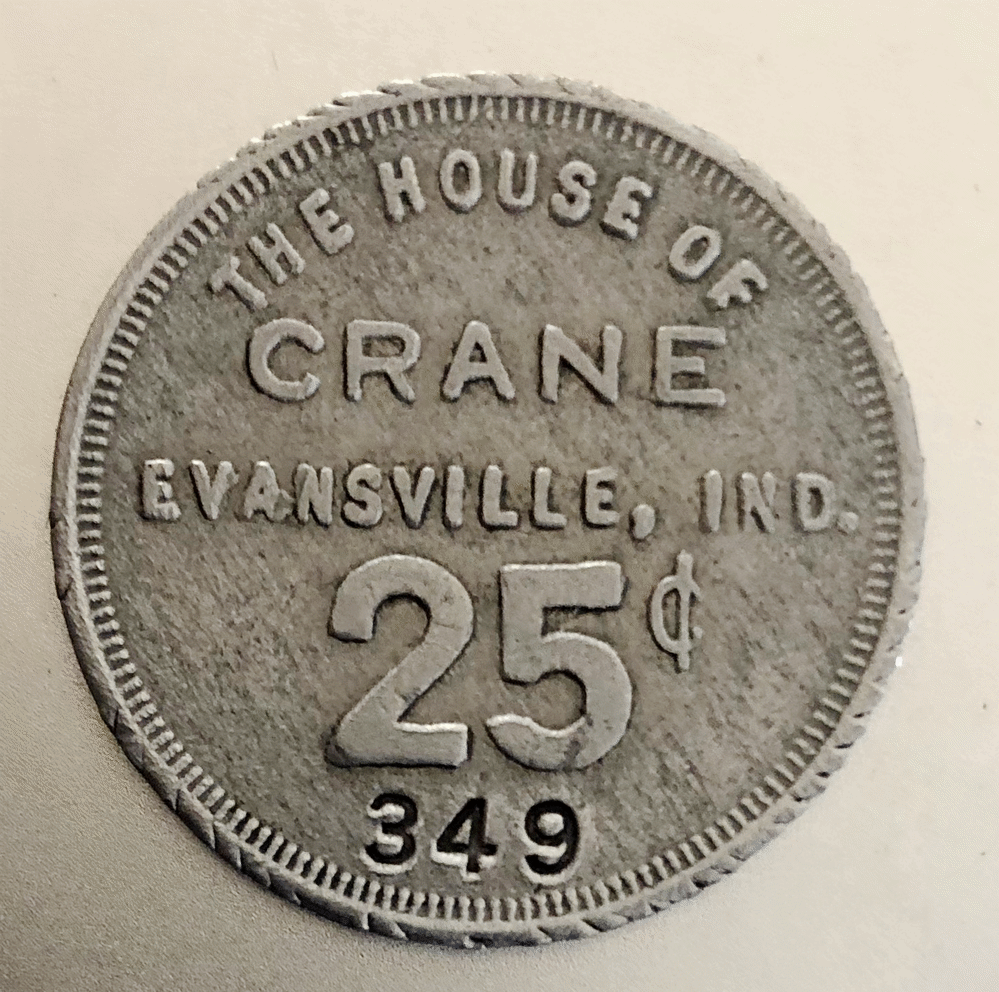 THE HOUSE OF
CRANE
EVANSVILLE, IND.
25¢
349